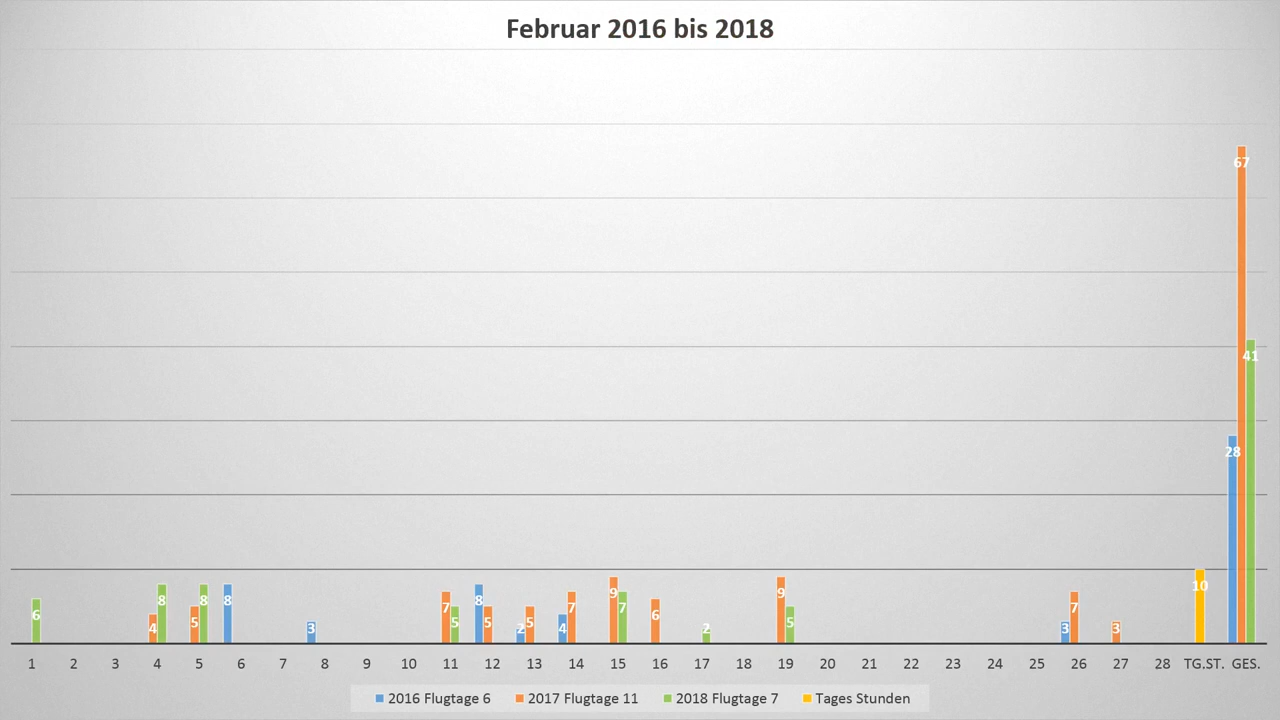 Februar 2016 bis 2018
67
41
28
10
9 9
8 8 8 8
7 7 7 7
6 6
5 5 5 5 5
4 4
3 3 3
2 2
1 2 3 4 5 6 7 8 9 10 11 12 13 14 15 16 17 18 19 20 21 22 23 24 25 26 27 28 TG.ST. GES.
2016 Flugtage 6 2017 Flugtage 11 2018 Flugtage 7 Tages Stunden